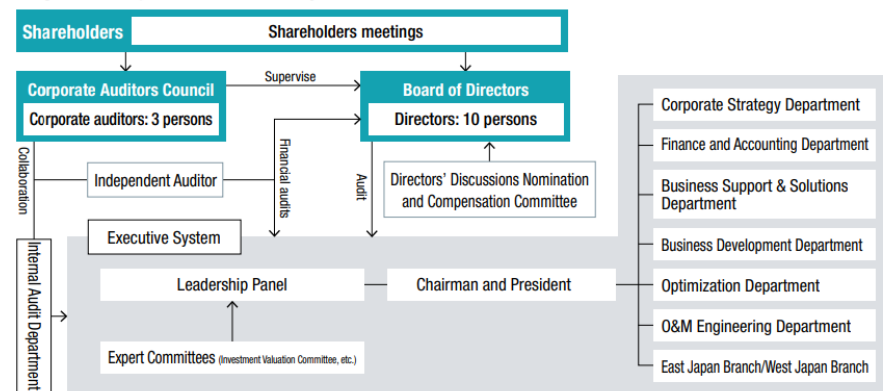 Shareholders
Shareholders meetings
Corporate Auditors Council
Corporate auditors: 3 persons
Supervise
Board of Directors
Directors: 10 persons
Collaboration
Independent Auditor
Financial audits
Audit
Directors' Discussions Nomination
and Compensation Committee
Executive System
Internal Audit Department
Leadership Panel
Chairman and President
Expert Committees (Investment Valuation Committee, etc.)
Corporate Strategy Department
Finance and Accounting Department
Business Support & Solutions
Department
Business Development Department
Optimization Department
O&M Engineering Department
East Japan Branch/West Japan Branch